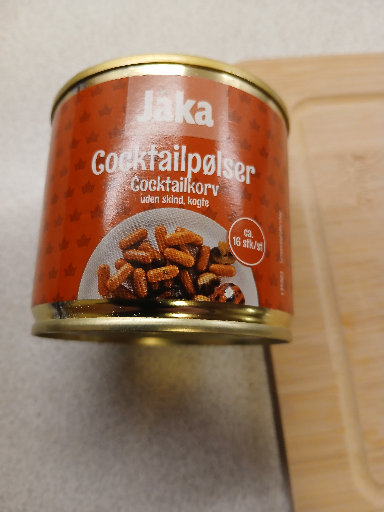 Jaka
Cocktailpølser
Cocktailkorv
uden skind, kogte
ca.
16 stk/st